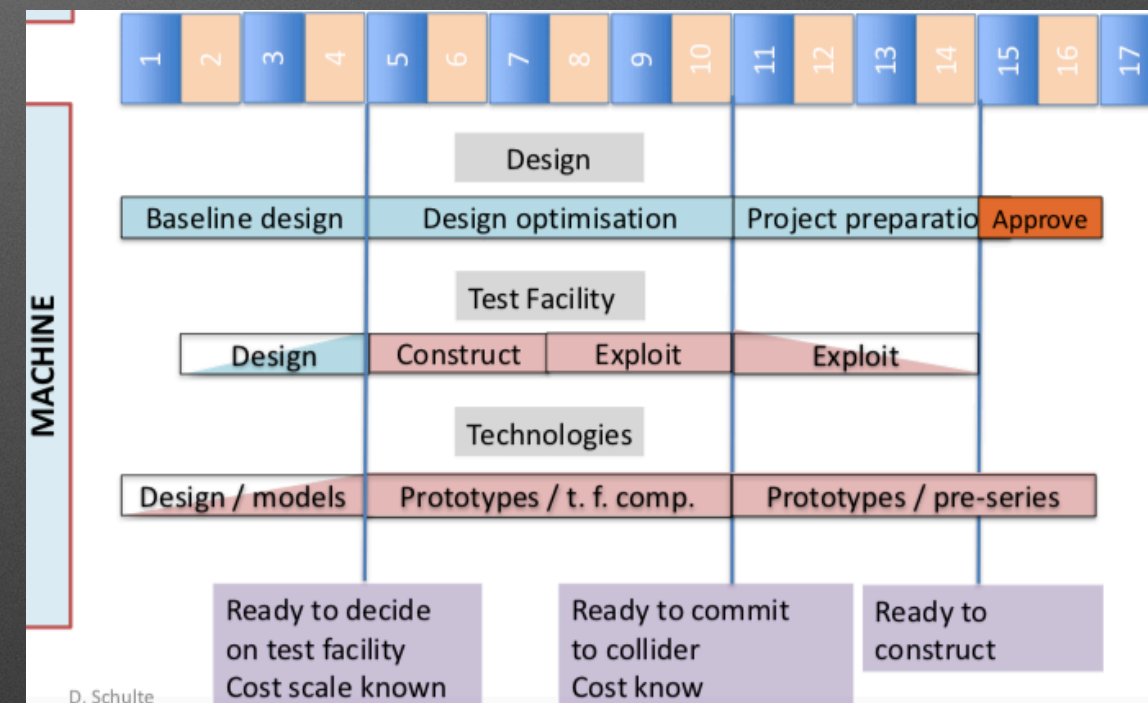 1 2 3 4 5 6 7 8 9 10 11 12 13 14 15 16 17
MACHINE
Design
Baseline design Design optimisation Project preparatio Approve
Test Facility
Design Construct Exploit Exploit
Technologies
Design / models Prototypes / t. f. comp. Prototypes / pre-series
Ready to decide
on test facility
Cost scale known
Ready to commit
to collider
Cost know
Ready to
construct
D. Schulte